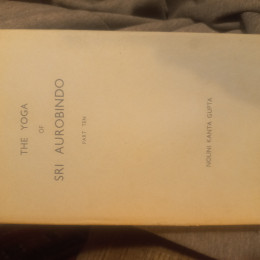 THE YOGA
OF
SRI AUROBINDO
PART TEN
NOLINI KANTA GUPTA